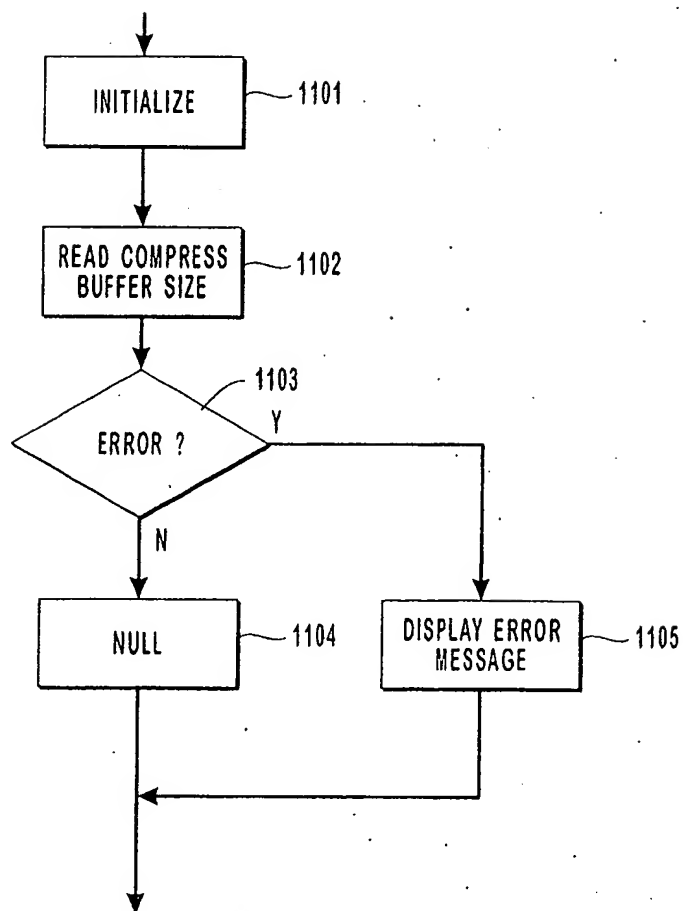 INITIALIZE
1101
READ COMPRESS
BUFFER SIZE
1102
1103
ERROR ?
Y
N
NULL
1104
DISPLAY ERROR
MESSAGE
1105